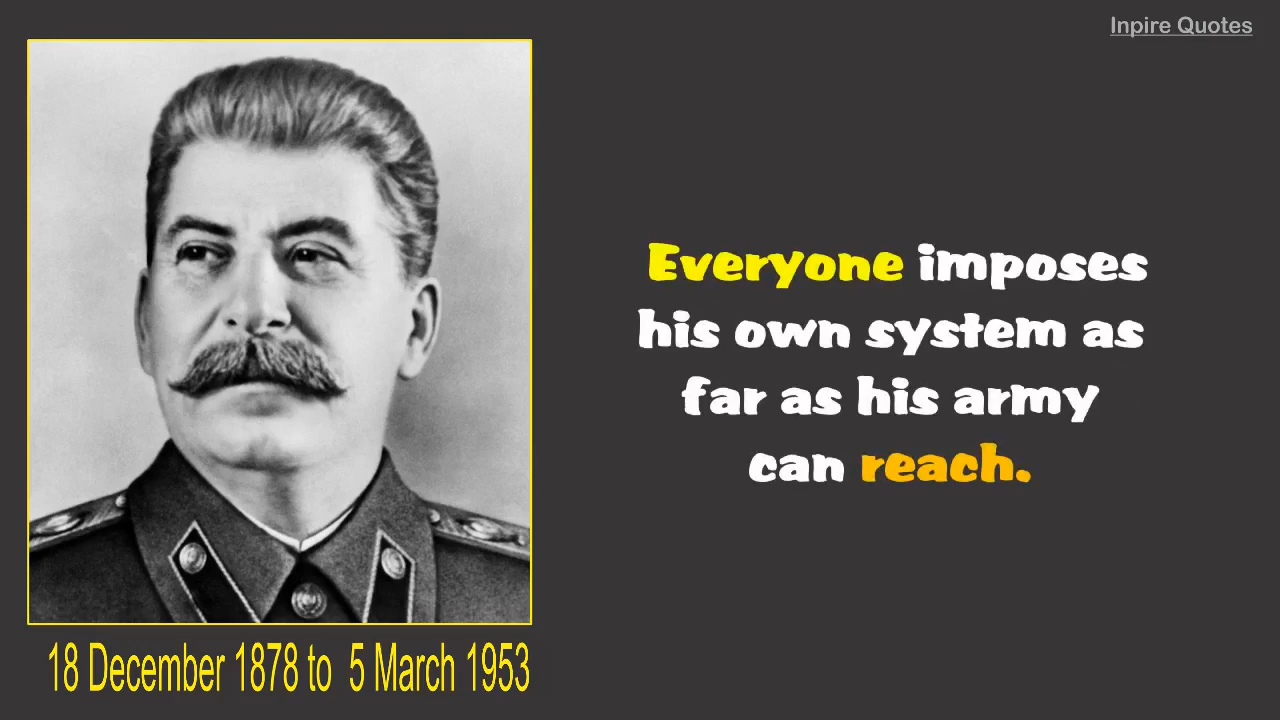 Inpire Quotes
Everyone imposes
his own system as
far as his army
can reach.
18 December 1878 to  5 March 1953